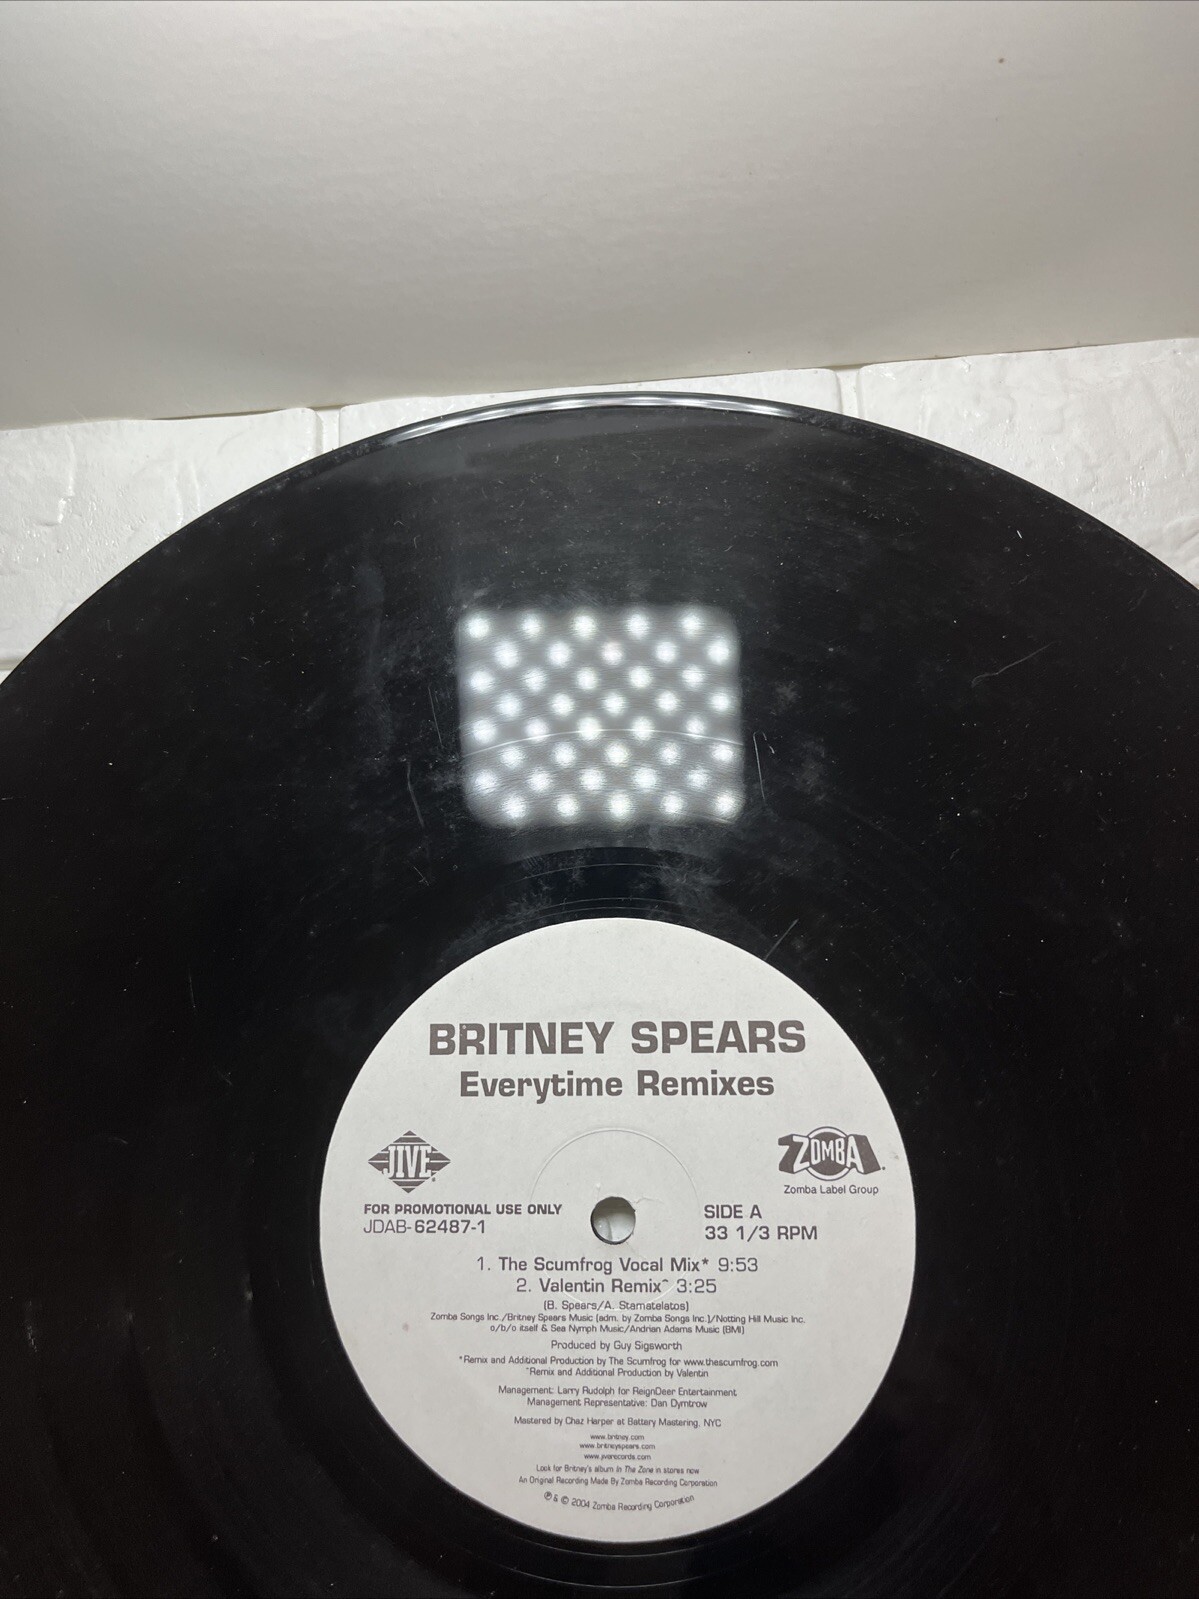 BRITNEY SPEARS
Everytime Remixes
JIVE
ZOMBA
Zomba Label Group
FOR PROMOTIONAL USE ONLY
JDAB-62487-1
SIDE A
33 1/3 RPM
1. The Scumfrog Vocal Mix* 9:53
2. Valentin Remix^ 3:25
(B. Spears/A. Stamatelatos)
Zomba Songs Inc./Britney Spears Music (adm. by Zomba Songs Inc.)/Notting Hill Music Inc.
o/b/o itself & Sea Nymph Music/Andrian Adams Music (BMI)
Produced by Guy Sigsworth
*Remix and Additional Production by The Scumfrog for www.thescumfrog.com
^Remix and Additional Production by Valentin
Management: Larry Rudolph for ReignDeer Entertainment
Management Representative: Dan Dymtrow
Mastered by Chaz Harper at Battery Mastering, NYC
www.britney.com
www.britneyspears.com
www.jiverecords.com
Look for Britney's album In The Zone in stores now
An Original Recording Made By Zomba Recording Corporation
℗ & © 2004 Zomba Recording Corporation